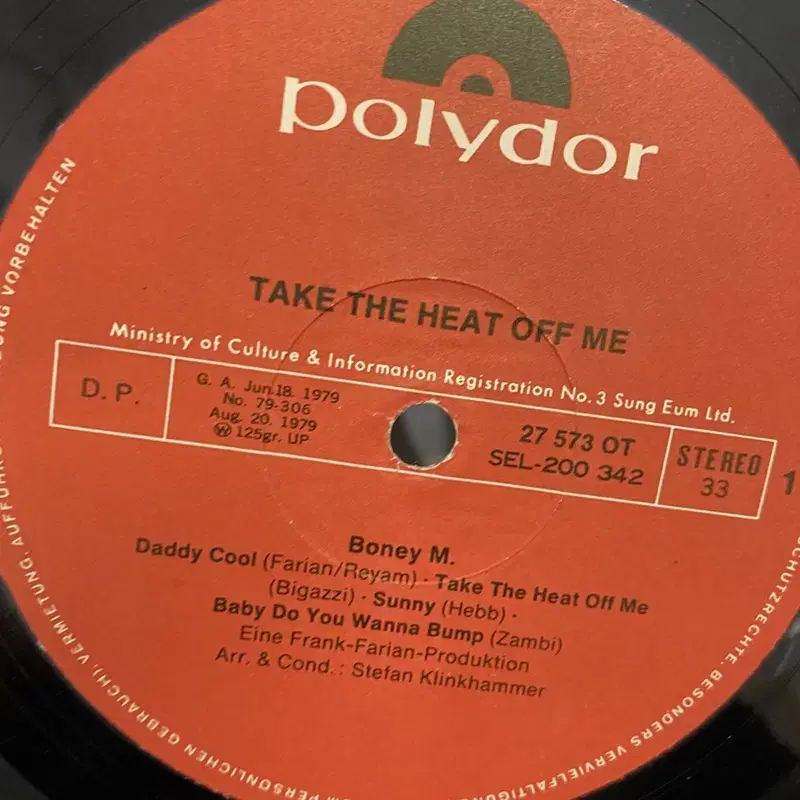 polydor
TAKE THE HEAT OFF ME
Ministry of Culture & Information Registration No. 3 Sung Eum Ltd.
D. P.
G. A. Jun.18. 1979
No. 79-306
Aug. 20. 1979
Ⓦ 125gr. UP
27 573 OT
SEL-200 342
STEREO
33
1
Boney M.
Daddy Cool (Farian/Reyam) · Take The Heat Off Me
(Bigazzi) · Sunny (Hebb) ·
Baby Do You Wanna Bump (Zambi)
Eine Frank-Farian-Produktion
Arr. & Cond.: Stefan Klinkhammer
SCHUTZRECHTE, BESONDERS VERVIELFÄLTIGUNG
PERSÖNLICHEN GEBRAUCH), VERMIETUNG, AUFFÜHRUNG
VORBEHALTEN